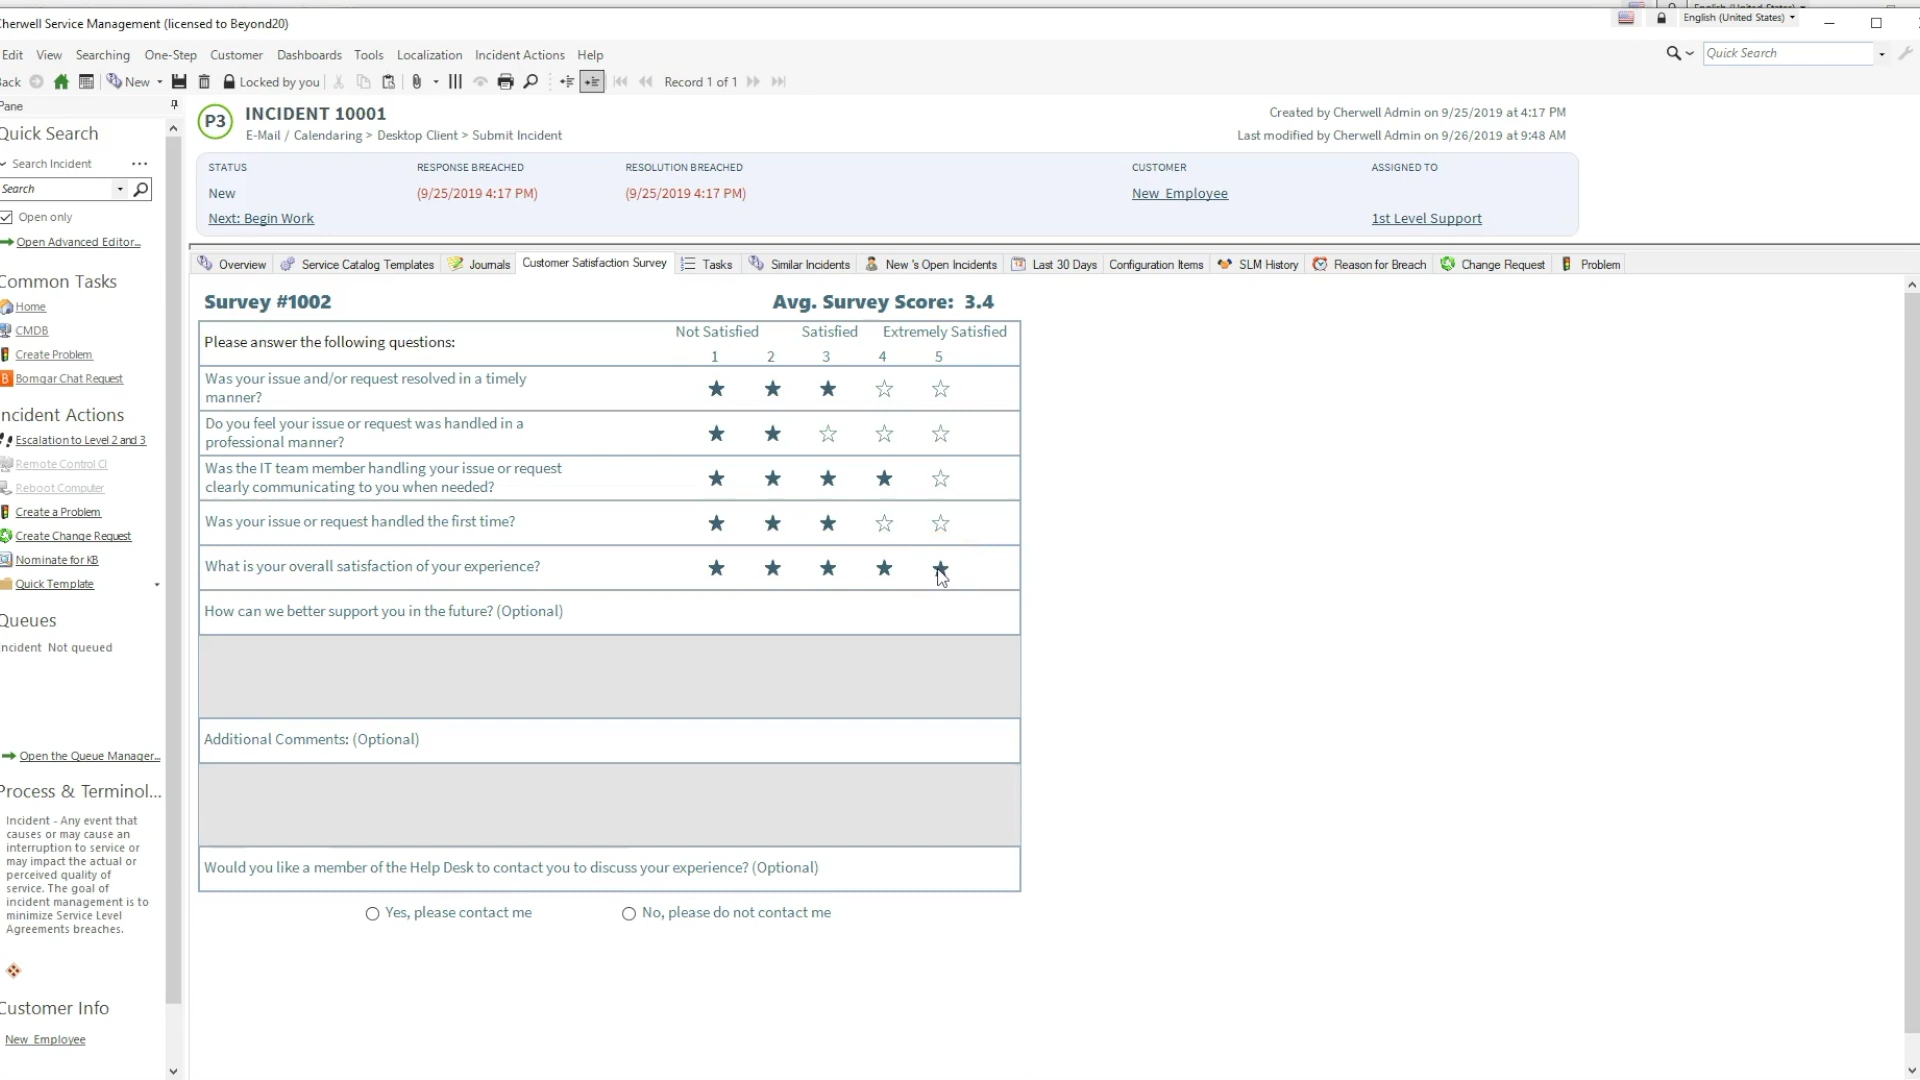 Cherwell Service Management (licensed to Beyond20)
English (United States)
Edit View Searching One-Step Customer Dashboards Tools Localization Incident Actions Help
Quick Search
Back New Locked by you Record 1 of 1
Pane
Quick Search
Search Incident ...
Search
Open only
Open Advanced Editor...
Common Tasks
Home
CMDB
Create Problem
B Bomgar Chat Request
Incident Actions
Escalation to Level 2 and 3
Remote Control CI
Reboot Computer
Create a Problem
Create Change Request
Nominate for KB
Quick Template
Queues
Incident Not queued
Open the Queue Manager...
Process & Terminol...
Incident - Any event that
causes or may cause an
interruption to service or
may impact the actual or
perceived quality of
service. The goal of
incident management is to
minimize Service Level
Agreements breaches.
Customer Info
New Employee
P3
INCIDENT 10001
E-Mail / Calendaring > Desktop Client > Submit Incident
Created by Cherwell Admin on 9/25/2019 at 4:17 PM
Last modified by Cherwell Admin on 9/26/2019 at 9:48 AM
STATUS RESPONSE BREACHED RESOLUTION BREACHED CUSTOMER ASSIGNED TO
New (9/25/2019 4:17 PM) (9/25/2019 4:17 PM) New Employee
Next: Begin Work 1st Level Support
Overview Service Catalog Templates Journals Customer Satisfaction Survey Tasks Similar Incidents New 's Open Incidents Last 30 Days Configuration Items SLM History Reason for Breach Change Request Problem
Survey #1002 Avg. Survey Score: 3.4
Not Satisfied Satisfied Extremely Satisfied
Please answer the following questions:
1 2 3 4 5
Was your issue and/or request resolved in a timely
manner?
Do you feel your issue or request was handled in a
professional manner?
Was the IT team member handling your issue or request
clearly communicating to you when needed?
Was your issue or request handled the first time?
What is your overall satisfaction of your experience?
How can we better support you in the future? (Optional)
Additional Comments: (Optional)
Would you like a member of the Help Desk to contact you to discuss your experience? (Optional)
Yes, please contact me No, please do not contact me